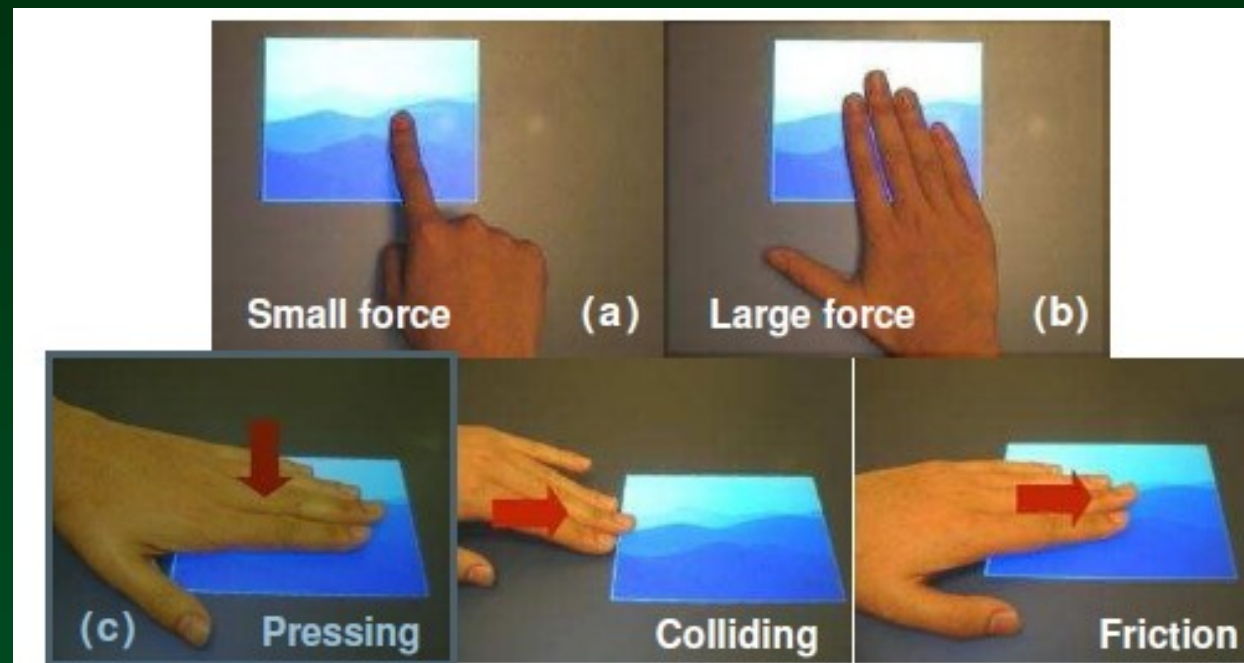 Small force (a)
Large force (b)
(c) Pressing
Colliding
Friction